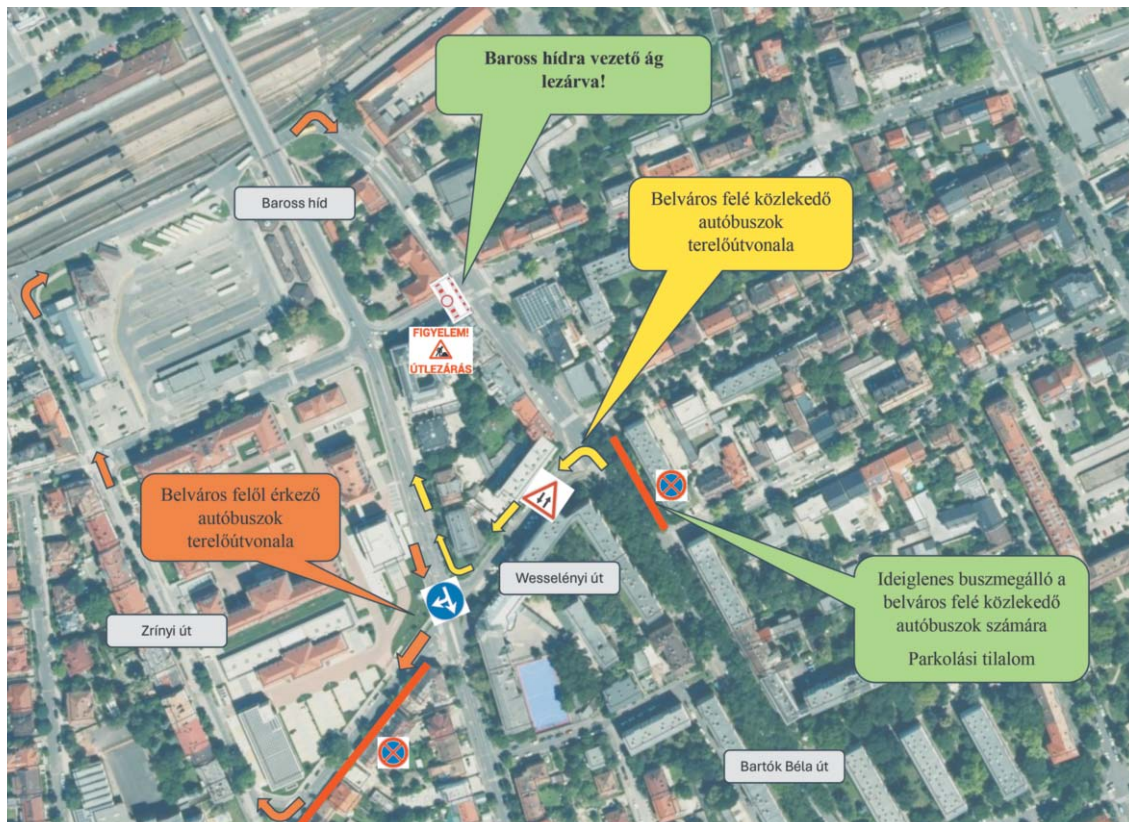 Baross hídra vezető ág
lezárva!
Belváros felé közlekedő
autóbuszok
terelőútvonala
Baross híd
FIGYELEM!
ÚTLEZÁRÁS
Belváros felől érkező
autóbuszok
terelőútvonala
Wesselényi út
Ideiglenes buszmegálló a
belváros felé közlekedő
autóbuszok számára
Parkolási tilalom
Zrínyi út
Bartók Béla út